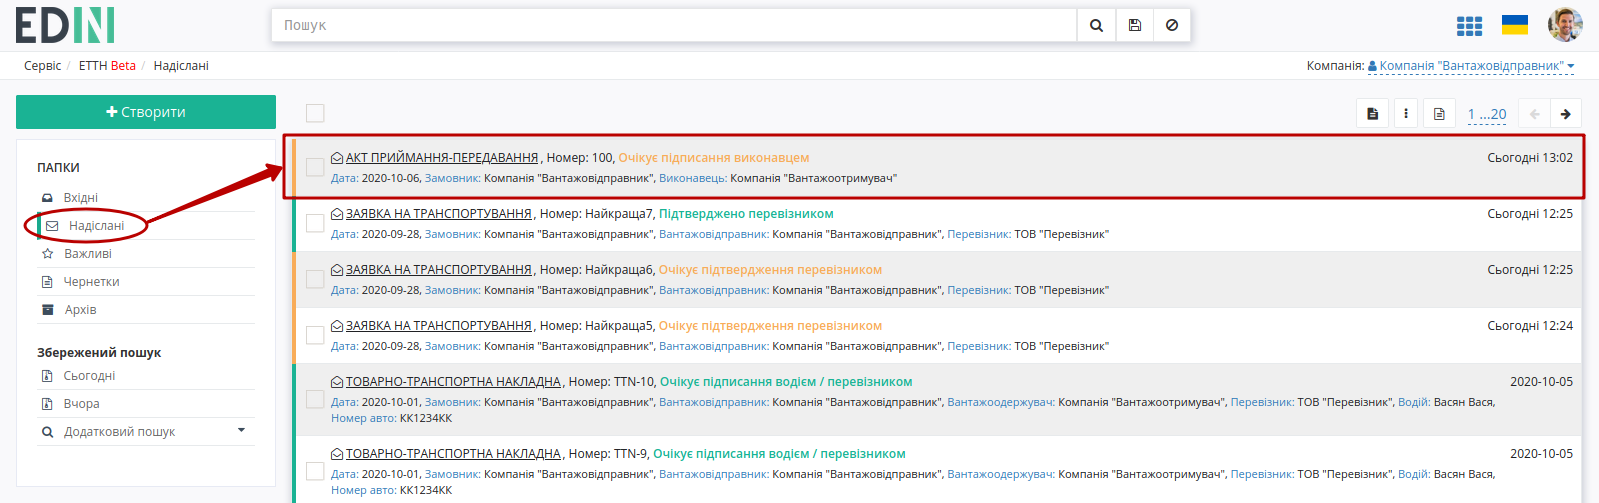 EDIN
Пошук
Сервіс / ЕТТН Beta / Надіслані
Компанія: Компанія "Вантажовідправник"
Створити
1 ...20
ПАПКИ
Вхідні
Надіслані
Важливі
Чернетки
Архів
Збережений пошук
Сьогодні
Вчора
Додатковий пошук
АКТ ПРИЙМАННЯ-ПЕРЕДАВАННЯ, Номер: 100, Очікує підписання виконавцем
Сьогодні 13:02
Дата: 2020-10-06, Замовник: Компанія "Вантажовідправник", Виконавець: Компанія "Вантажоотримувач"
ЗАЯВКА НА ТРАНСПОРТУВАННЯ, Номер: Найкраща7, Підтверджено перевізником
Сьогодні 12:25
Дата: 2020-09-28, Замовник: Компанія "Вантажовідправник", Вантажовідправник: Компанія "Вантажовідправник", Перевізник: ТОВ "Перевізник"
ЗАЯВКА НА ТРАНСПОРТУВАННЯ, Номер: Найкраща6, Очікує підтвердження перевізником
Сьогодні 12:25
Дата: 2020-09-28, Замовник: Компанія "Вантажовідправник", Вантажовідправник: Компанія "Вантажовідправник", Перевізник: ТОВ "Перевізник"
ЗАЯВКА НА ТРАНСПОРТУВАННЯ, Номер: Найкраща5, Очікує підтвердження перевізником
Сьогодні 12:24
Дата: 2020-09-28, Замовник: Компанія "Вантажовідправник", Вантажовідправник: Компанія "Вантажовідправник", Перевізник: ТОВ "Перевізник"
ТОВАРНО-ТРАНСПОРТНА НАКЛАДНА, Номер: TTN-10, Очікує підписання водієм / перевізником
2020-10-05
Дата: 2020-10-01, Замовник: Компанія "Вантажовідправник", Вантажовідправник: Компанія "Вантажовідправник", Вантажоодержувач: Компанія "Вантажоотримувач", Перевізник: ТОВ "Перевізник", Водій: Васян Вася,
Номер авто: КК1234КК
ТОВАРНО-ТРАНСПОРТНА НАКЛАДНА, Номер: TTN-9, Очікує підписання водієм / перевізником
2020-10-05
Дата: 2020-10-01, Замовник: Компанія "Вантажовідправник", Вантажовідправник: Компанія "Вантажовідправник", Вантажоодержувач: Компанія "Вантажоотримувач", Перевізник: ТОВ "Перевізник", Водій: Васян Вася,
Номер авто: КК1234КК